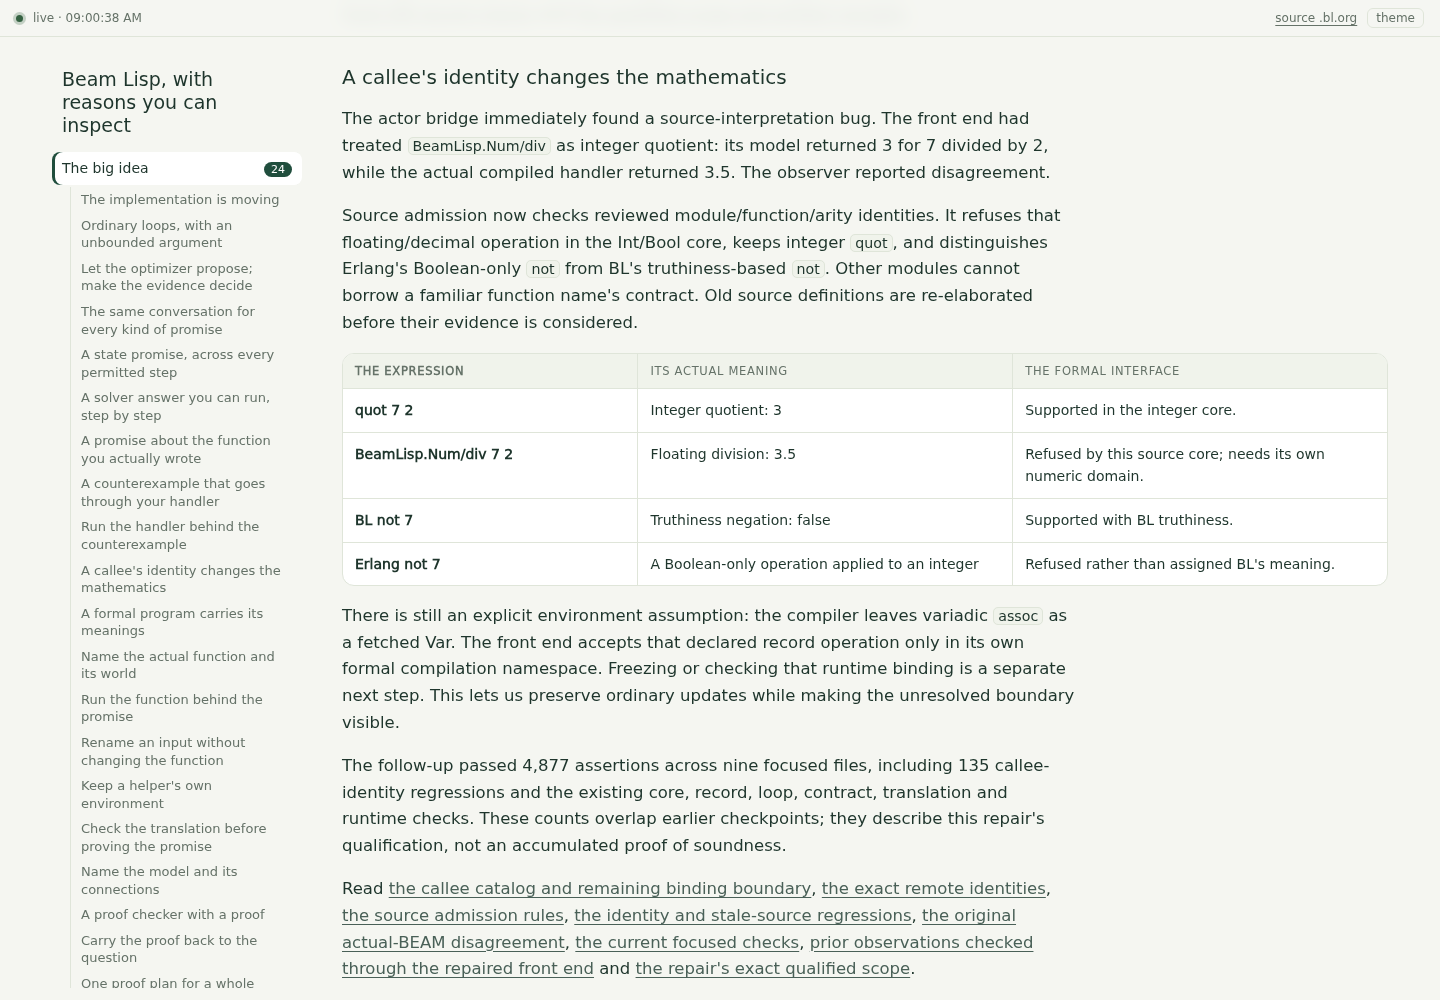 live · 09:00:38 AM
source .bl.org
theme
Beam Lisp, with
reasons you can
inspect
The big idea
24
The implementation is moving
Ordinary loops, with an
unbounded argument
Let the optimizer propose;
make the evidence decide
The same conversation for
every kind of promise
A state promise, across every
permitted step
A solver answer you can run,
step by step
A promise about the function
you actually wrote
A counterexample that goes
through your handler
Run the handler behind the
counterexample
A callee's identity changes the
mathematics
A formal program carries its
meanings
Name the actual function and
its world
Run the function behind the
promise
Rename an input without
changing the function
Keep a helper's own
environment
Check the translation before
proving the promise
Name the model and its
connections
A proof checker with a proof
Carry the proof back to the
question
One proof plan for a whole
A callee's identity changes the mathematics
The actor bridge immediately found a source-interpretation bug. The front end had
treated BeamLisp.Num/div as integer quotient: its model returned 3 for 7 divided by 2,
while the actual compiled handler returned 3.5. The observer reported disagreement.
Source admission now checks reviewed module/function/arity identities. It refuses that
floating/decimal operation in the Int/Bool core, keeps integer quot, and distinguishes
Erlang's Boolean-only not from BL's truthiness-based not. Other modules cannot
borrow a familiar function name's contract. Old source definitions are re-elaborated
before their evidence is considered.
THE EXPRESSION ITS ACTUAL MEANING THE FORMAL INTERFACE
quot 7 2 Integer quotient: 3 Supported in the integer core.
BeamLisp.Num/div 7 2 Floating division: 3.5 Refused by this source core; needs its own
numeric domain.
BL not 7 Truthiness negation: false Supported with BL truthiness.
Erlang not 7 A Boolean-only operation applied to an integer Refused rather than assigned BL's meaning.
There is still an explicit environment assumption: the compiler leaves variadic assoc as
a fetched Var. The front end accepts that declared record operation only in its own
formal compilation namespace. Freezing or checking that runtime binding is a separate
next step. This lets us preserve ordinary updates while making the unresolved boundary
visible.
The follow-up passed 4,877 assertions across nine focused files, including 135 callee-
identity regressions and the existing core, record, loop, contract, translation and
runtime checks. These counts overlap earlier checkpoints; they describe this repair's
qualification, not an accumulated proof of soundness.
Read the callee catalog and remaining binding boundary, the exact remote identities,
the source admission rules, the identity and stale-source regressions, the original
actual-BEAM disagreement, the current focused checks, prior observations checked
through the repaired front end and the repair's exact qualified scope.